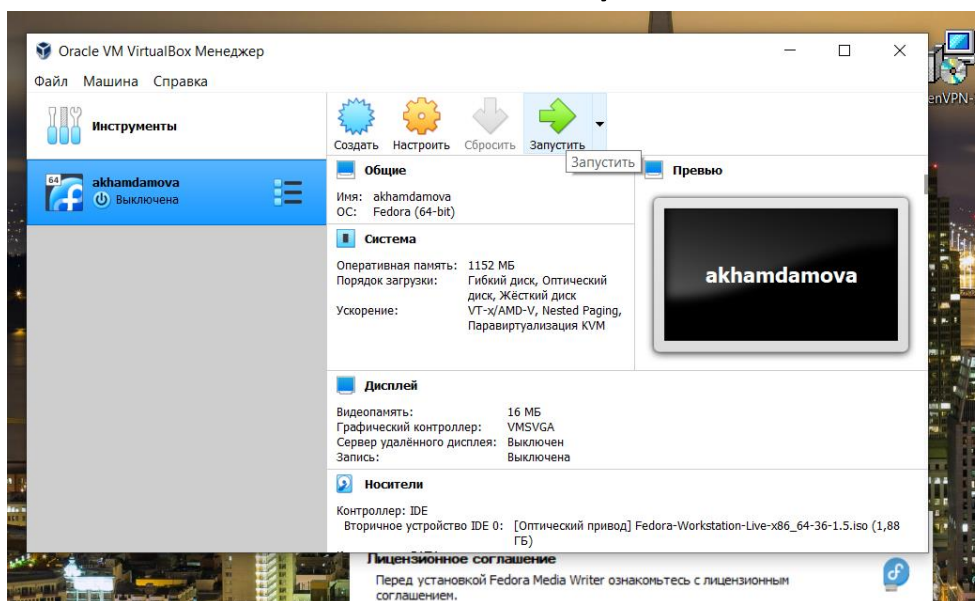 Oracle VM VirtualBox Менеджер
Файл Машина Справка
Инструменты
Создать Настроить Сбросить Запустить
Запустить
64
akhamdamova
Выключена
Общие
Имя: akhamdamova
ОС: Fedora (64-bit)
Превью
akhamdamova
Система
Оперативная память: 1152 МБ
Порядок загрузки: Гибкий диск, Оптический
диск, Жёсткий диск
Ускорение: VT-x/AMD-V, Nested Paging,
Паравиртуализация KVM
Дисплей
Видеопамять: 16 МБ
Графический контроллер: VMSVGA
Сервер удалённого дисплея: Выключен
Запись: Выключена
Носители
Контроллер: IDE
Вторичное устройство IDE 0: [Оптический привод] Fedora-Workstation-Live-x86_64-36-1.5.iso (1,88
ГБ)
enVPN-
Лицензионное соглашение
Перед установкой Fedora Media Writer ознакомьтесь с лицензионным
соглашением.